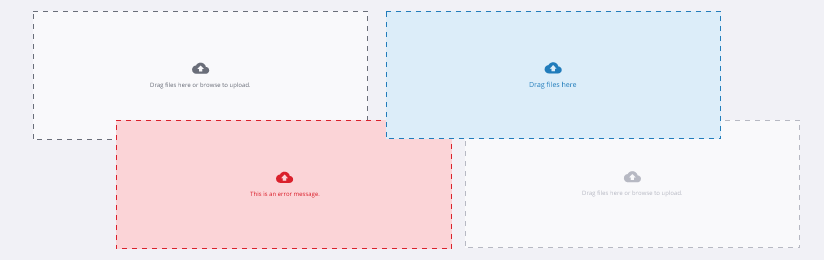 Drag files here or browse to upload.
Drag files here
This is an error message.
Drag files here or browse to upload.